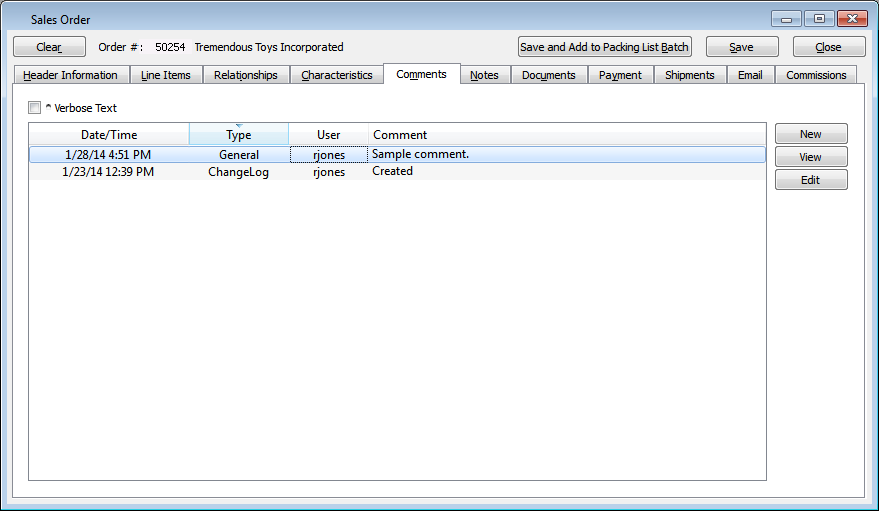 Sales Order
Clear Order #: 50254 Tremendous Toys Incorporated Save and Add to Packing List Batch Save Close
Header Information Line Items Relationships Characteristics Comments Notes Documents Payment Shipments Email Commissions
^ Verbose Text
Date/Time Type User Comment New
1/28/14 4:51 PM General rjones Sample comment. View
1/23/14 12:39 PM ChangeLog rjones Created Edit